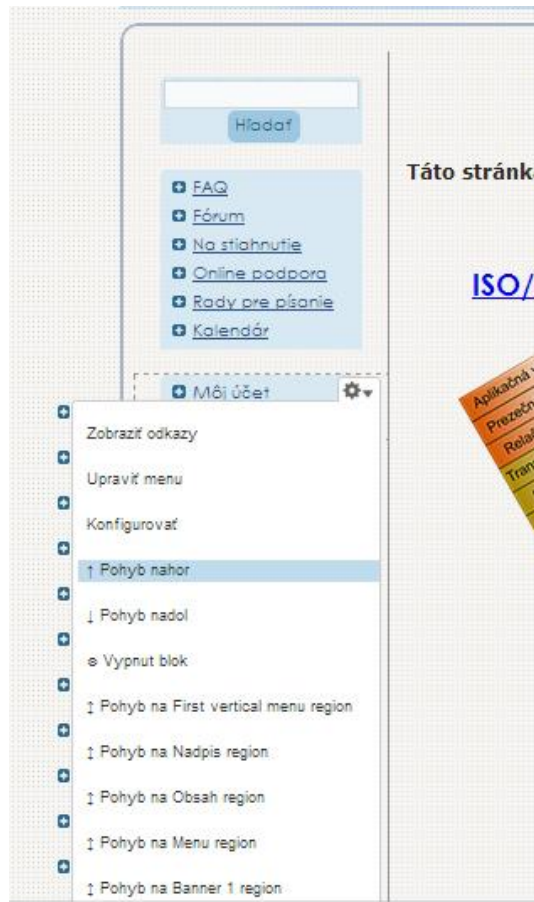 Hľadať
Táto stránk
FAQ
Fórum
Na stiahnutie
Online podpora
Rady pre písanie
Kalendár
ISO/
Môj účet
Aplikačná
Zobraziť odkazy
Upraviť menu
Konfigurovať
↑ Pohyb nahor
↓ Pohyb nadol
⊗ Vypnut blok
↕ Pohyb na First vertical menu region
↕ Pohyb na Nadpis region
↕ Pohyb na Obsah region
↕ Pohyb na Menu region
↕ Pohyb na Banner 1 region